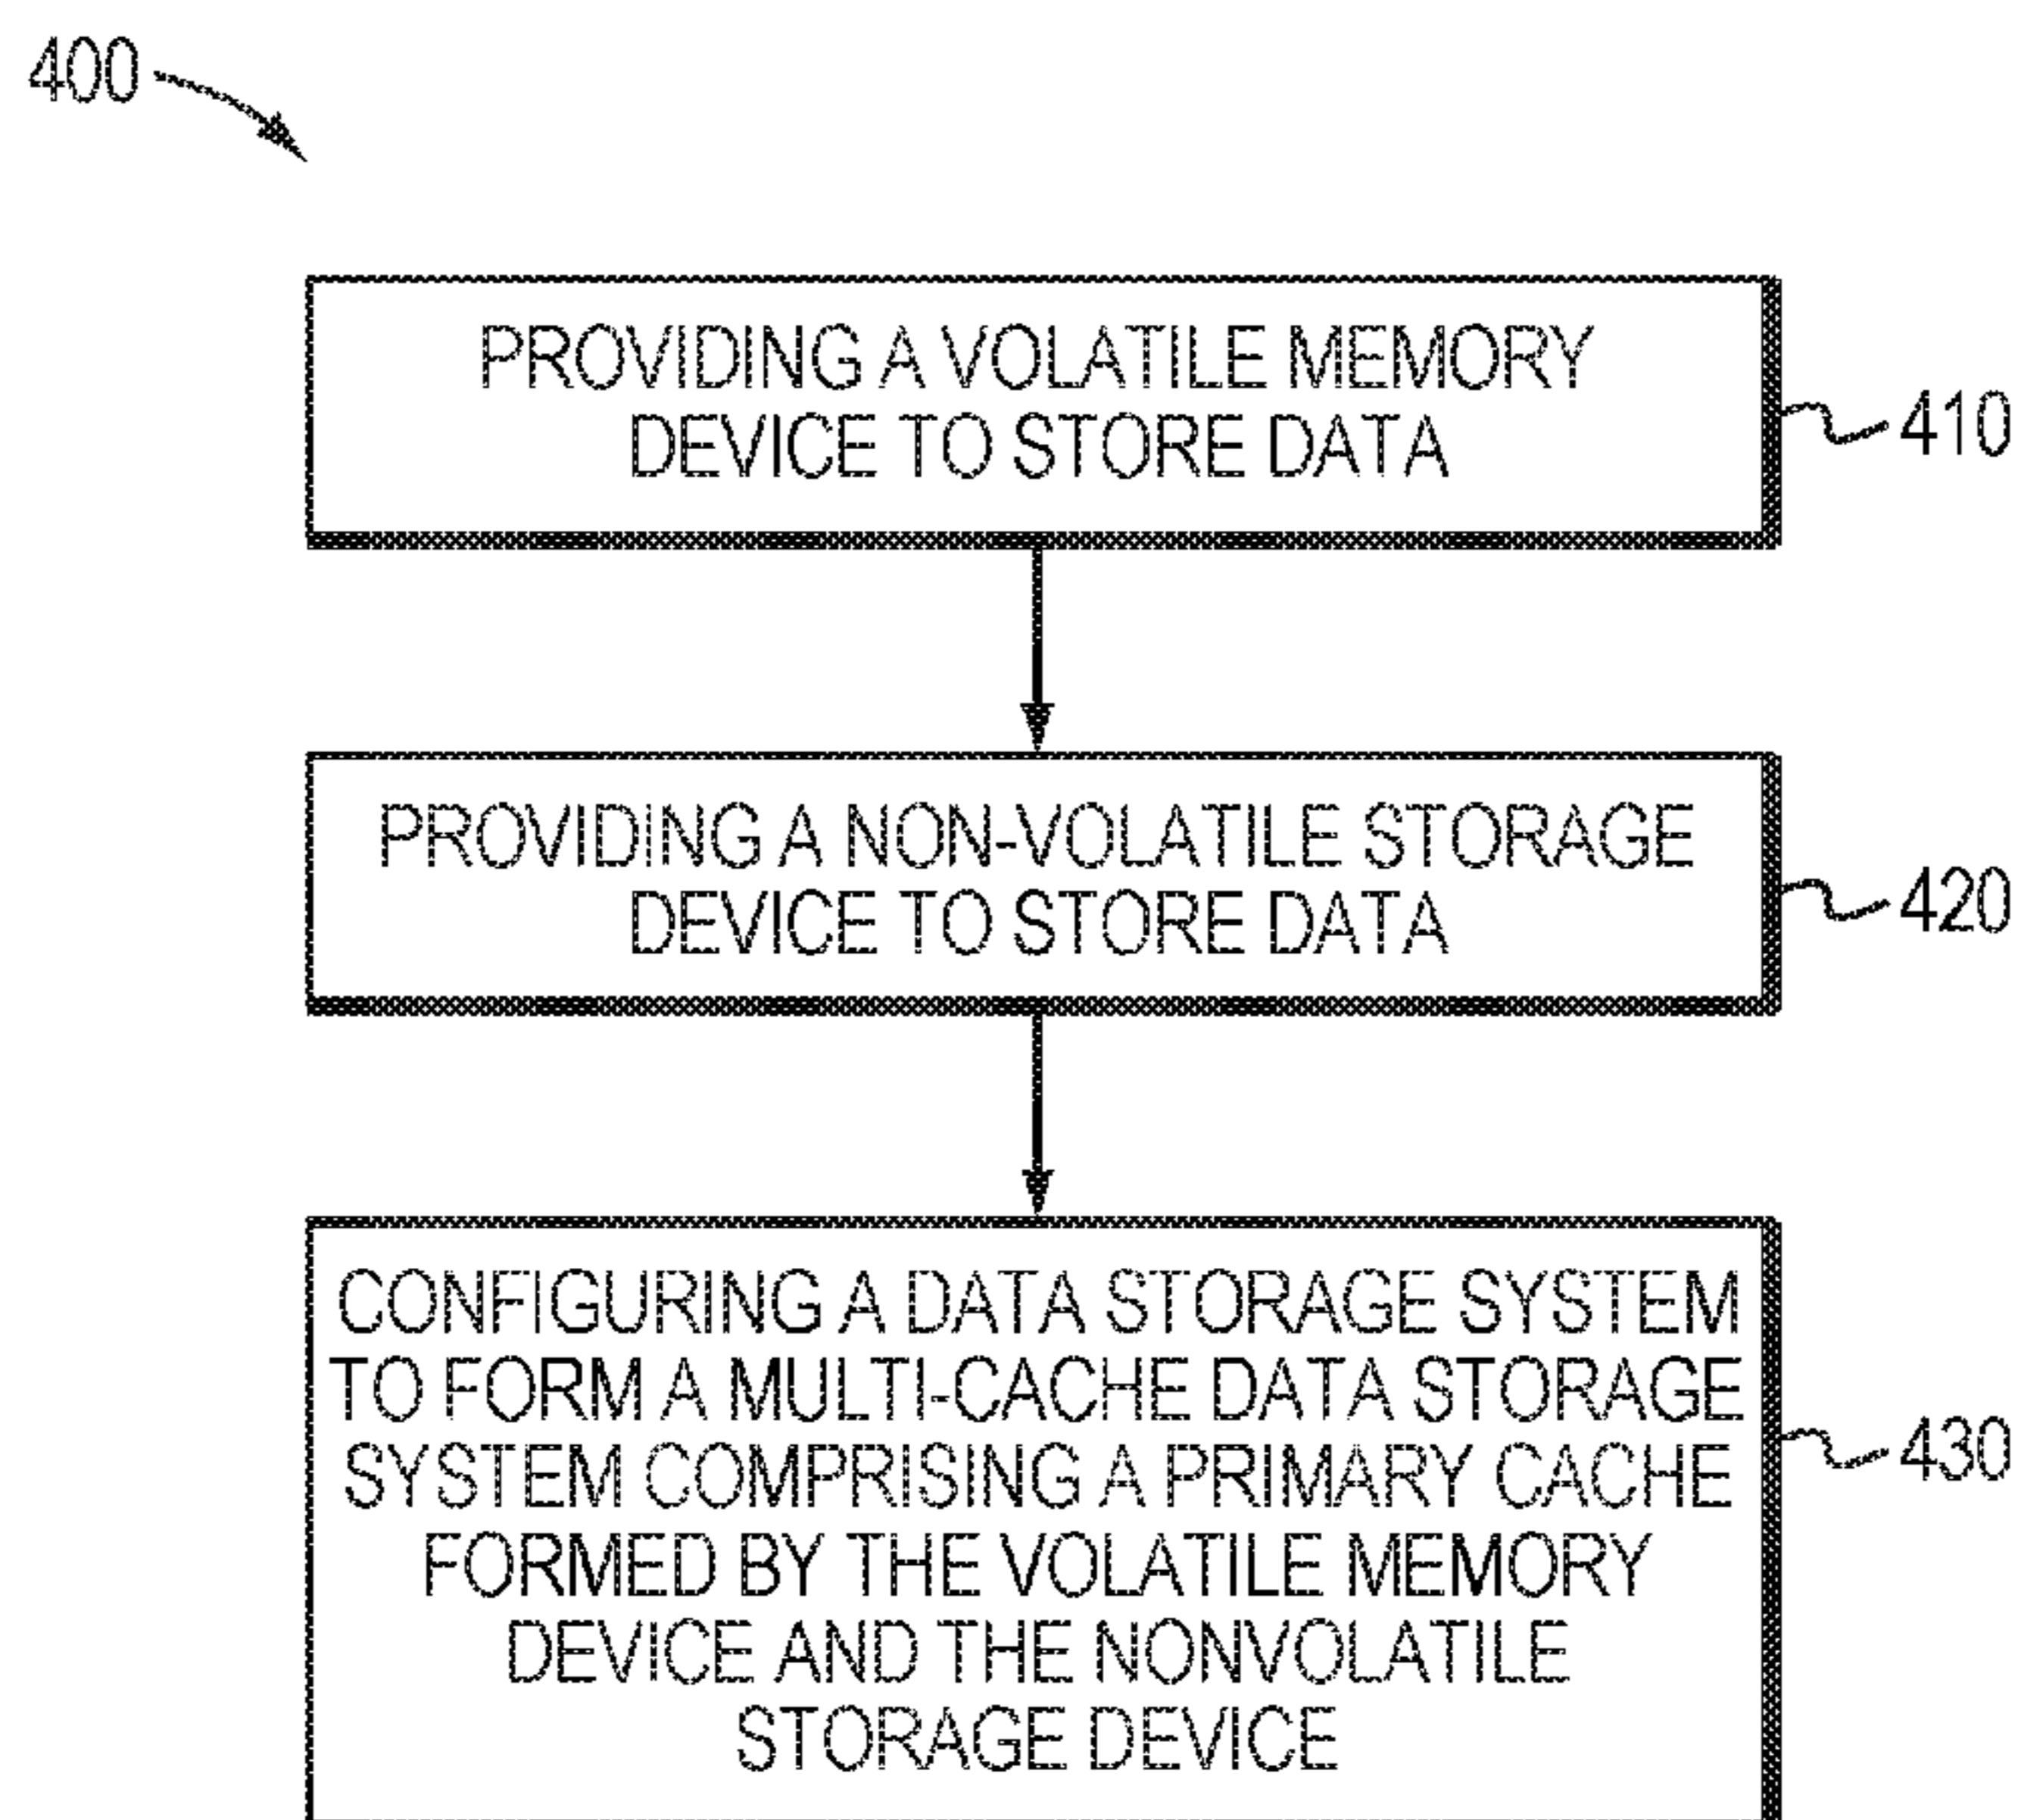 400
PROVIDING A VOLATILE MEMORY
DEVICE TO STORE DATA
410
PROVIDING A NON-VOLATILE STORAGE
DEVICE TO STORE DATA
420
CONFIGURING A DATA STORAGE SYSTEM
TO FORM A MULTI-CACHE DATA STORAGE
SYSTEM COMPRISING A PRIMARY CACHE
FORMED BY THE VOLATILE MEMORY
DEVICE AND THE NONVOLATILE
STORAGE DEVICE
430